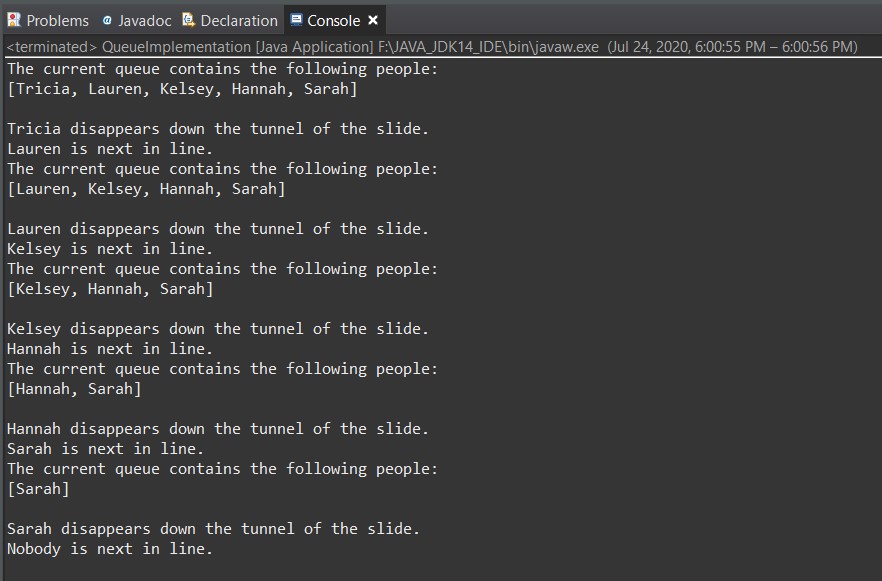 Problems @ Javadoc Declaration Console
<terminated> QueueImplementation [Java Application] F:\JAVA_JDK14_IDE\bin\javaw.exe (Jul 24, 2020, 6:00:55 PM – 6:00:56 PM)
The current queue contains the following people:
[Tricia, Lauren, Kelsey, Hannah, Sarah]
Tricia disappears down the tunnel of the slide.
Lauren is next in line.
The current queue contains the following people:
[Lauren, Kelsey, Hannah, Sarah]
Lauren disappears down the tunnel of the slide.
Kelsey is next in line.
The current queue contains the following people:
[Kelsey, Hannah, Sarah]
Kelsey disappears down the tunnel of the slide.
Hannah is next in line.
The current queue contains the following people:
[Hannah, Sarah]
Hannah disappears down the tunnel of the slide.
Sarah is next in line.
The current queue contains the following people:
[Sarah]
Sarah disappears down the tunnel of the slide.
Nobody is next in line.